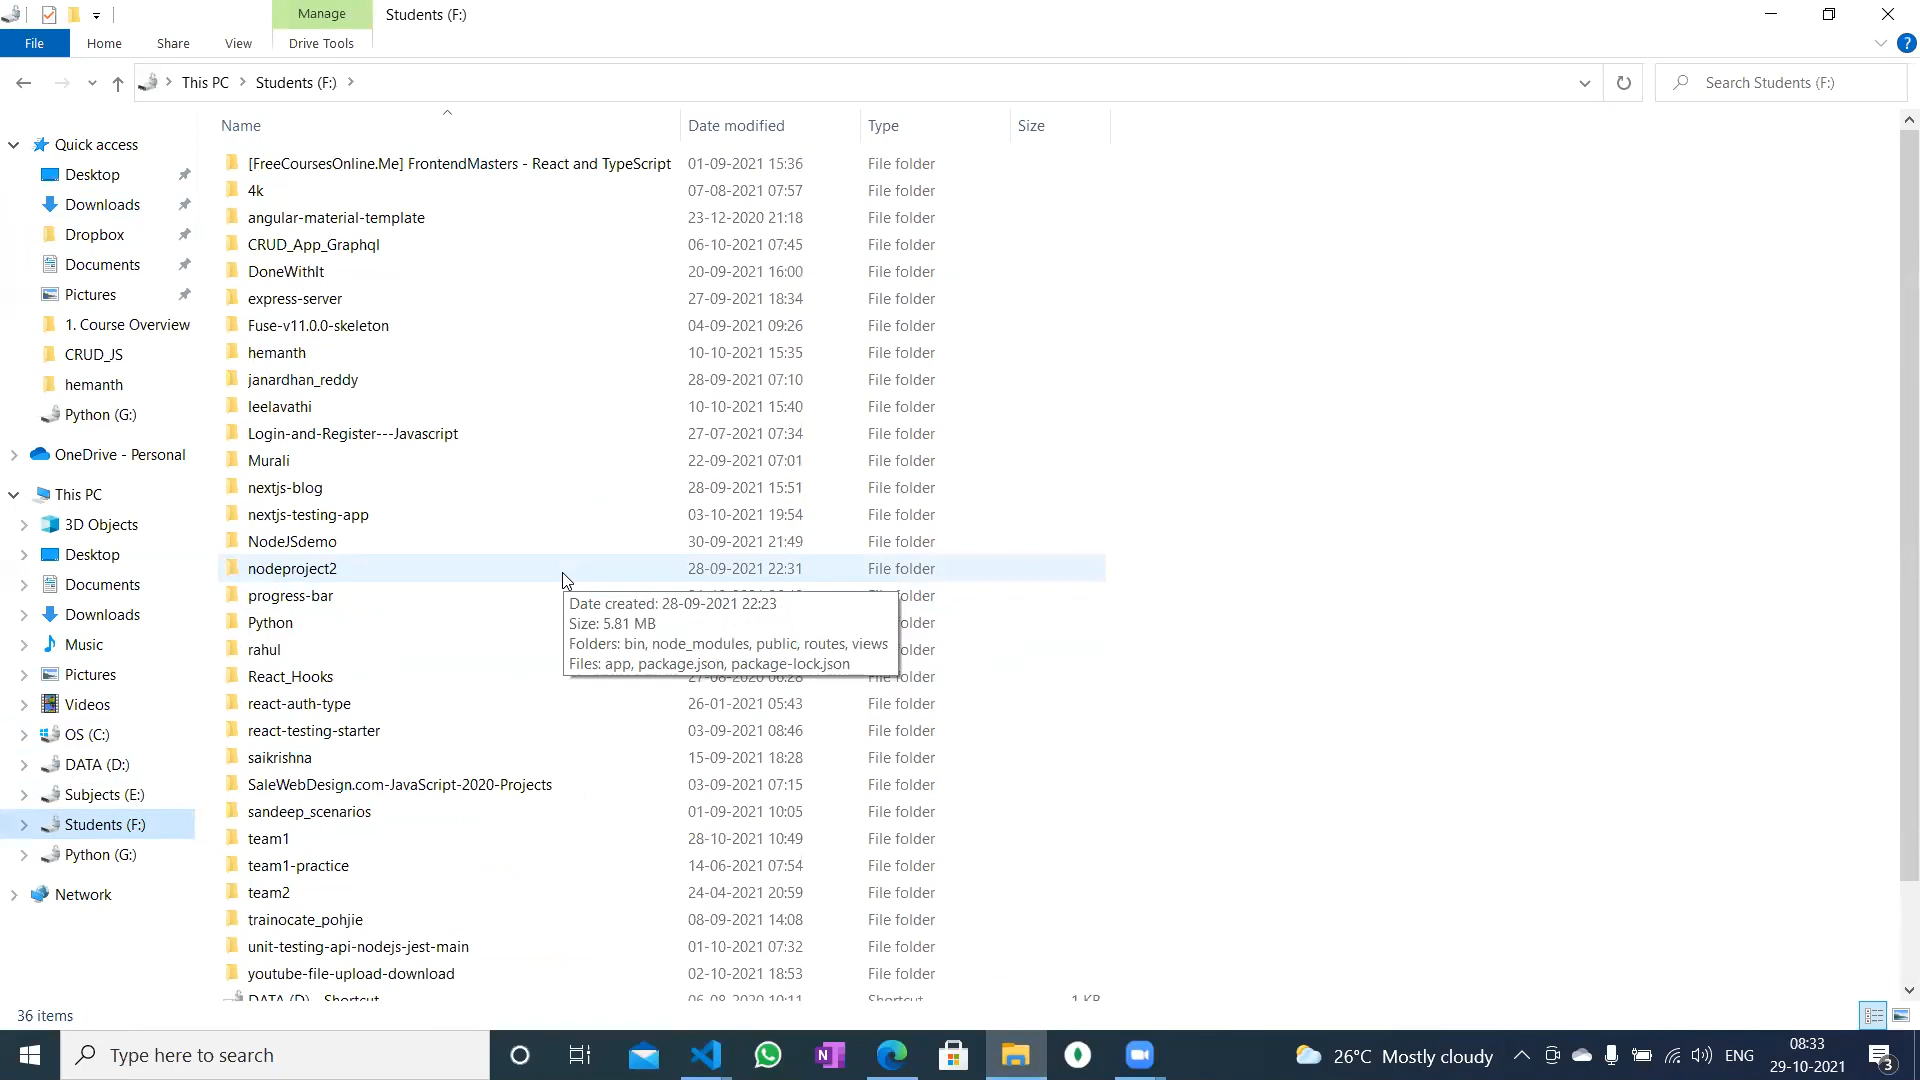 Manage
Students (F:)
File
Home
Share
View
Drive Tools
This PC
Students (F:)
Search Students (F:)
Name
Date modified
Type
Size
Quick access
Desktop
Downloads
Dropbox
Documents
Pictures
1. Course Overview
CRUD_JS
hemanth
Python (G:)
OneDrive - Personal
This PC
3D Objects
Desktop
Documents
Downloads
Music
Pictures
Videos
OS (C:)
DATA (D:)
Subjects (E:)
Students (F:)
Python (G:)
Network
[FreeCoursesOnline.Me] FrontendMasters - React and TypeScript 01-09-2021 15:36 File folder
4k 07-08-2021 07:57 File folder
angular-material-template 23-12-2020 21:18 File folder
CRUD_App_Graphql 06-10-2021 07:45 File folder
DoneWithIt 20-09-2021 16:00 File folder
express-server 27-09-2021 18:34 File folder
Fuse-v11.0.0-skeleton 04-09-2021 09:26 File folder
hemanth 10-10-2021 15:35 File folder
janardhan_reddy 28-09-2021 07:10 File folder
leelavathi 10-10-2021 15:40 File folder
Login-and-Register---Javascript 27-07-2021 07:34 File folder
Murali 22-09-2021 07:01 File folder
nextjs-blog 28-09-2021 15:51 File folder
nextjs-testing-app 03-10-2021 19:54 File folder
NodeJSdemo 30-09-2021 21:49 File folder
nodeproject2 28-09-2021 22:31 File folder
progress-bar
Python
rahul
React_Hooks
Date created: 28-09-2021 22:23
Size: 5.81 MB
Folders: bin, node_modules, public, routes, views
Files: app, package.json, package-lock.json
react-auth-type 26-01-2021 05:43 File folder
react-testing-starter 03-09-2021 08:46 File folder
saikrishna 15-09-2021 18:28 File folder
SaleWebDesign.com-JavaScript-2020-Projects 03-09-2021 07:15 File folder
sandeep_scenarios 01-09-2021 10:05 File folder
team1 28-10-2021 10:49 File folder
team1-practice 14-06-2021 07:54 File folder
team2 24-04-2021 20:59 File folder
trainocate_pohjie 08-09-2021 14:08 File folder
unit-testing-api-nodejs-jest-main 01-10-2021 07:32 File folder
youtube-file-upload-download 02-10-2021 18:53 File folder
DATA (D) - Shortcut 06-08-2020 10:11 Shortcut 1 KB
36 items
Type here to search
26°C Mostly cloudy
ENG
08:33
29-10-2021
3